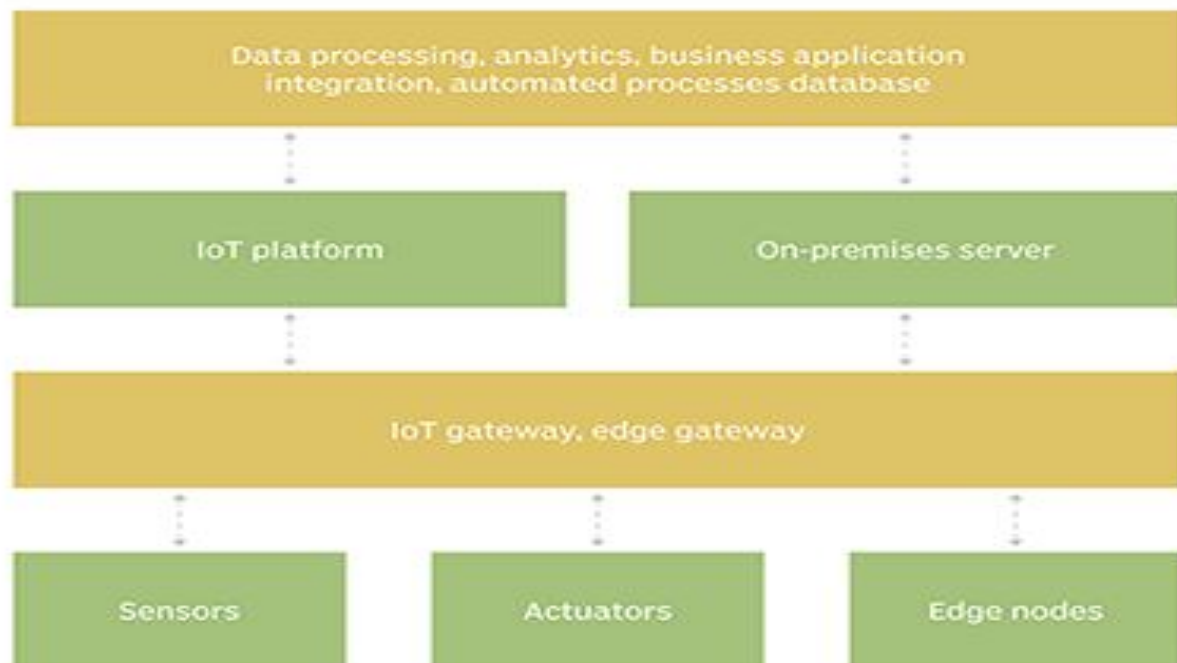 Data processing, analytics, business application
integration, automated processes database
IoT platform
On-premises server
IoT gateway, edge gateway
Sensors
Actuators
Edge nodes